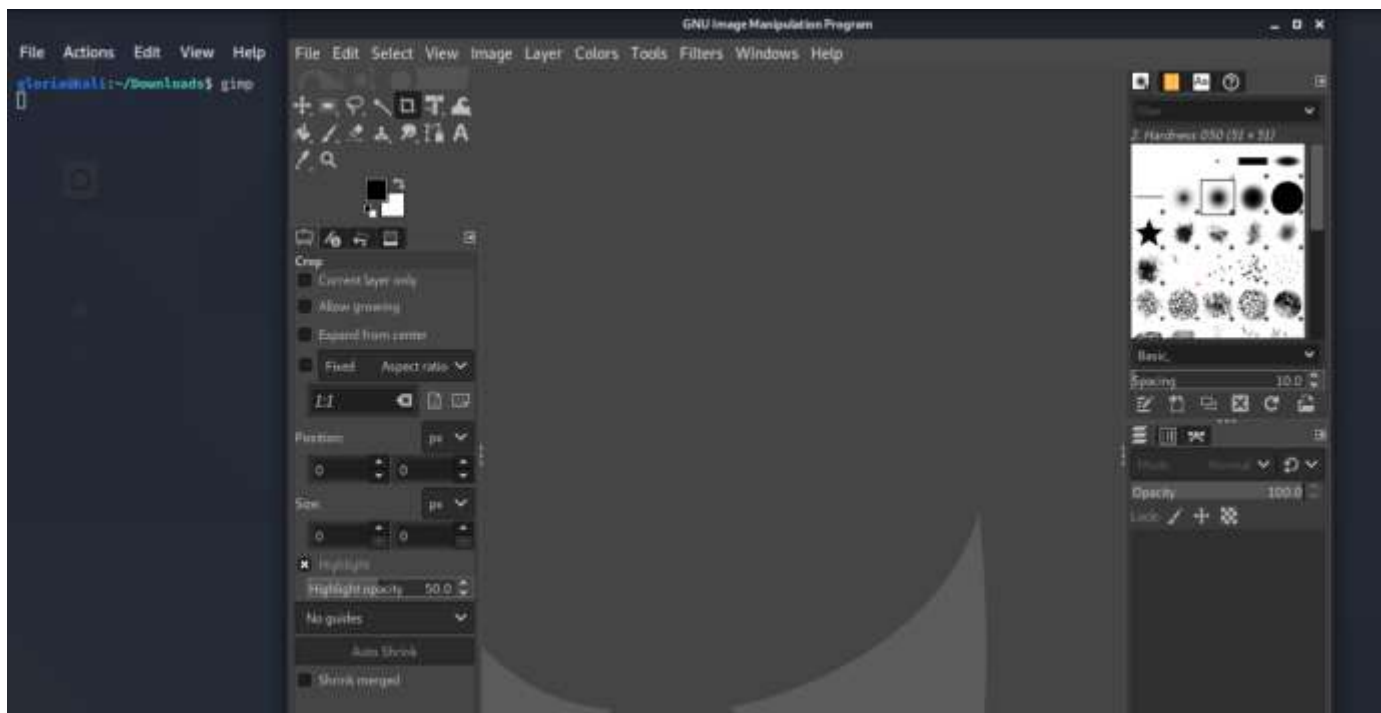 GNU Image Manipulation Program
File Actions Edit View Help
gloria@kali:~/Downloads$ gimp
File Edit Select View Image Layer Colors Tools Filters Windows Help
Crop
Current layer only
Allow growing
Expand from center
Fixed Aspect ratio
1:1
Position: px
0 0
Size: px
0 0
Highlight
Highlight opacity 50.0
No guides
Auto Shrink
Shrink merged
Aa
2. Hardness 050 (51 × 51)
Basic,
Spacing 10.0
Mode Normal
Opacity 100.0
Lock: